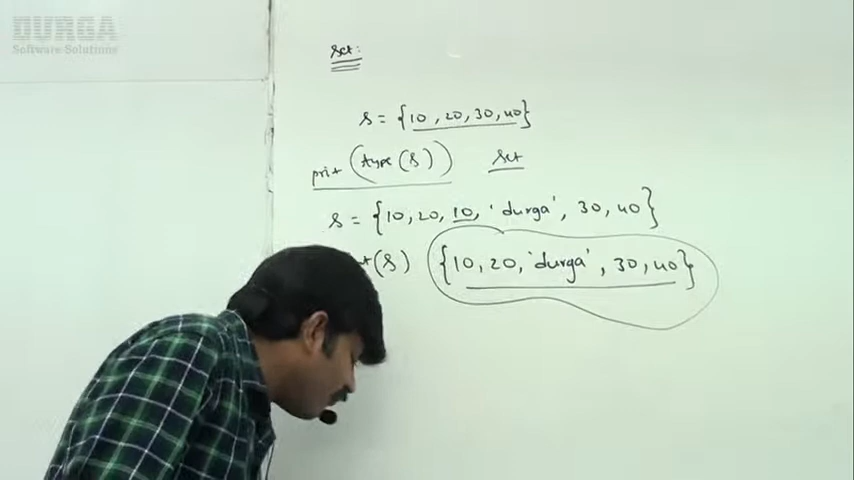 DURGA
Software Solutions
Set:
s = {10, 20, 30, 40}
print(type(s)) set
s = {10, 20, 10, 'durga', 30, 40}
t(s) {10, 20, 'durga', 30, 40}